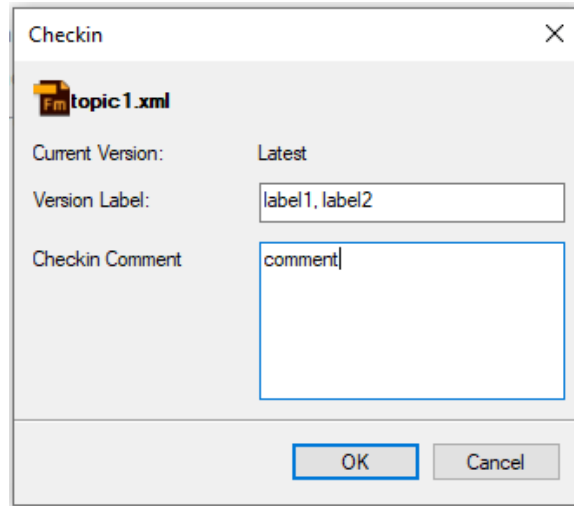 Checkin
Fm topic1.xml
Current Version: Latest
Version Label: label1, label2
Checkin Comment comment
OK Cancel